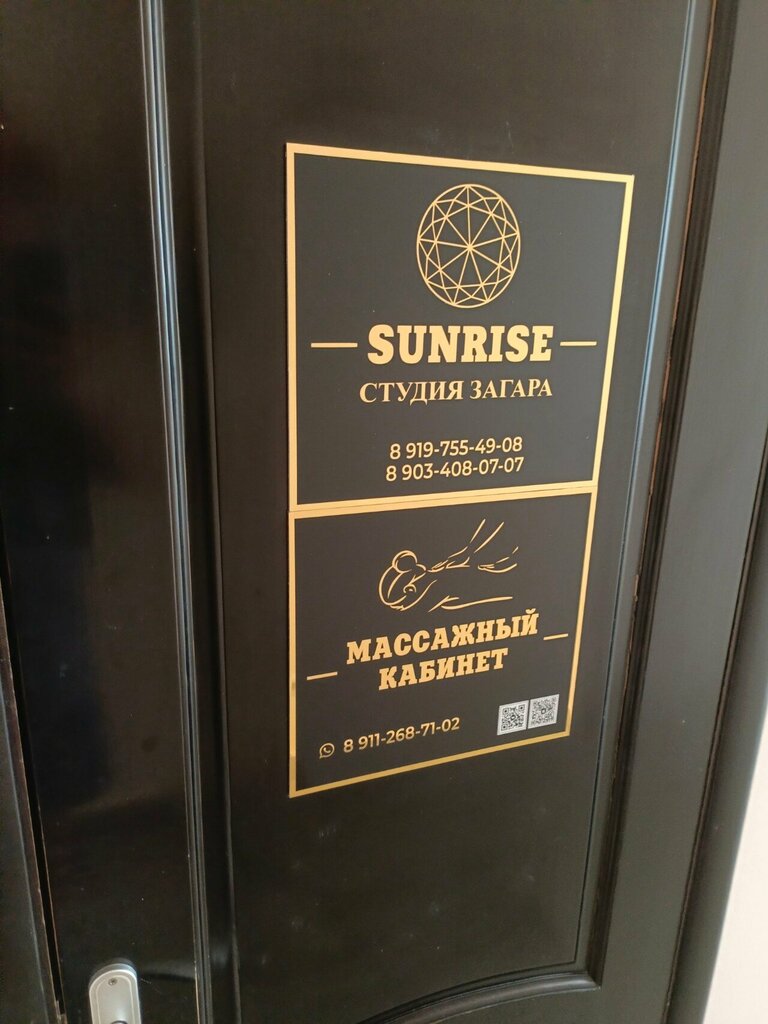 SUNRISE
СТУДИЯ ЗАГАРА
8 919-755-49-08
8 903-408-07-07
МАССАЖНЫЙ
КАБИНЕТ
8 911-268-71-02